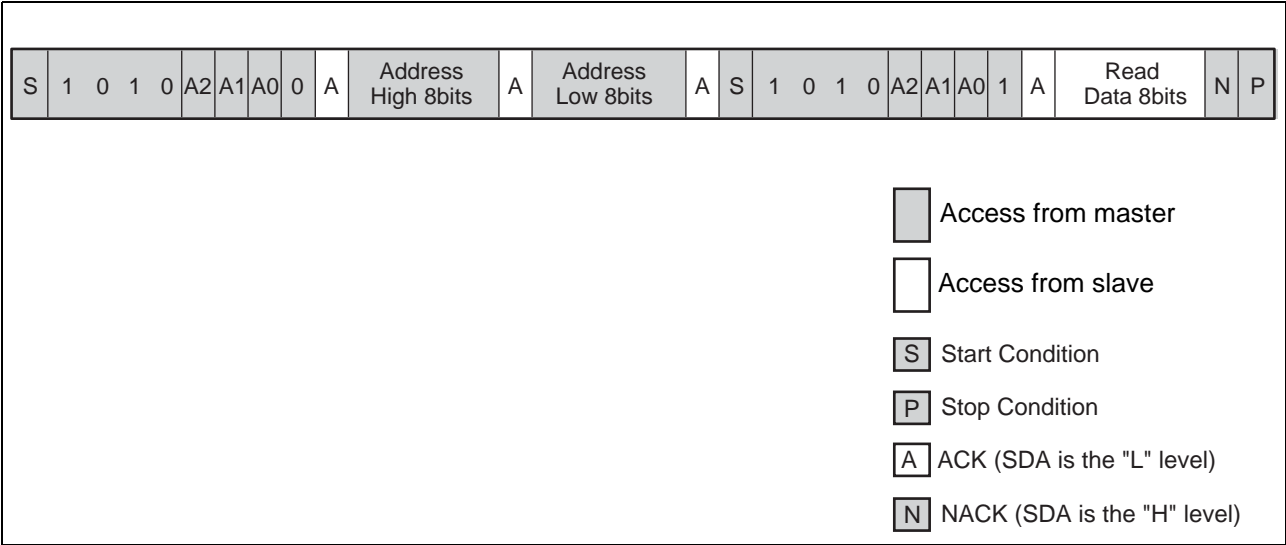 S 1 0 1 0 A2 A1 A0 0 A Address High 8bits A Address Low 8bits A S 1 0 1 0 A2 A1 A0 1 A Read Data 8bits N P
Access from master
Access from slave
S Start Condition
P Stop Condition
A ACK (SDA is the "L" level)
N NACK (SDA is the "H" level)